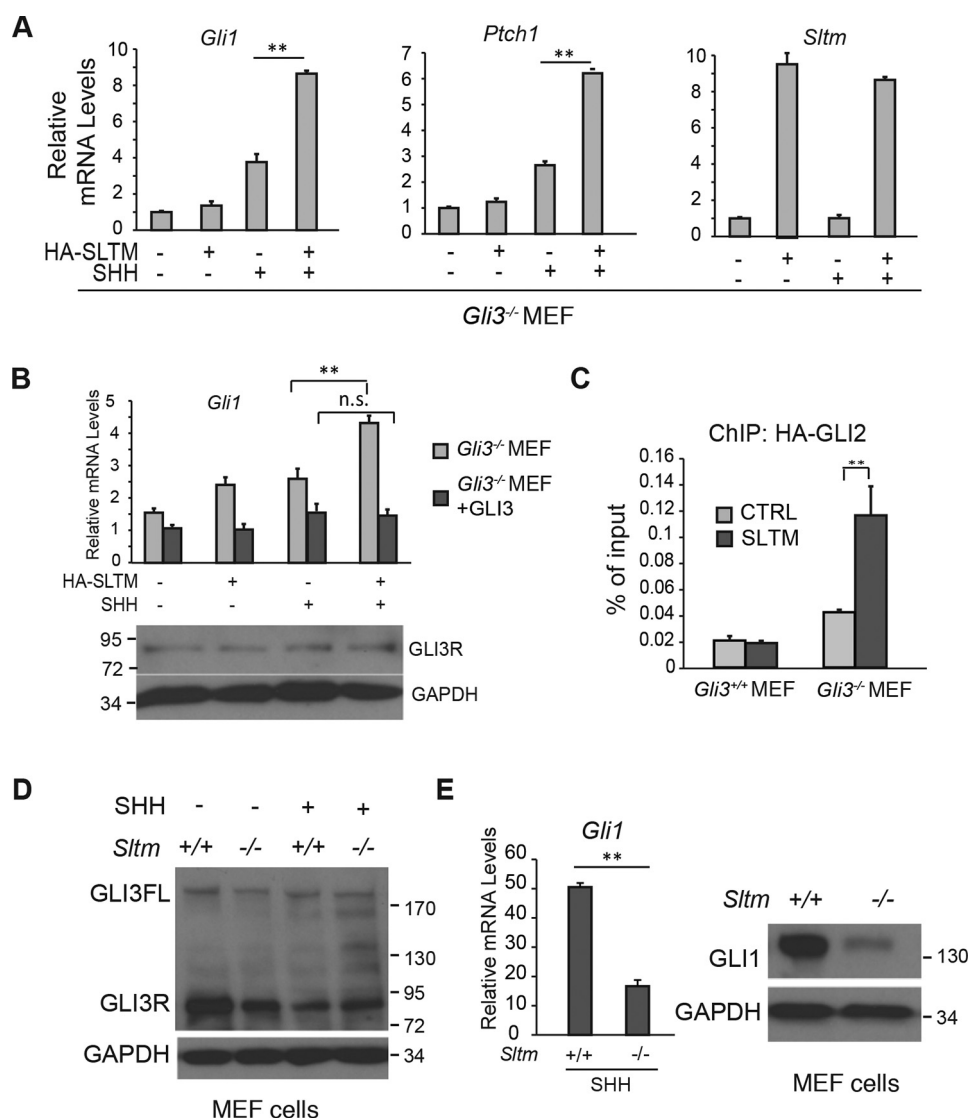 A
Gli1
Ptch1
Sltm
Relative
mRNA Levels
10
8
6
4
2
0
7
6
5
4
3
2
1
0
10
8
6
4
2
0
HA-SLTM - + - + - + - + - + - +
SHH - - + + - - + + - - + +
**
**
Gli3-/- MEF
B
Gli1
Relative mRNA Levels
5
4
3
2
1
0
**
n.s.
Gli3-/- MEF
Gli3-/- MEF
+GLI3
HA-SLTM - + - +
SHH - - + +
95
72
34
GLI3R
GAPDH
C
ChIP: HA-GLI2
% of input
0.16
0.14
0.12
0.1
0.08
0.06
0.04
0.02
0
**
CTRL
SLTM
Gli3+/+ MEF Gli3-/- MEF
D
SHH - - + +
Sltm +/+ -/- +/+ -/-
GLI3FL
GLI3R
GAPDH
170
130
95
72
34
MEF cells
E
Gli1
Relative mRNA Levels
60
50
40
30
20
10
0
**
Sltm +/+ -/-
SHH
Sltm +/+ -/-
GLI1
GAPDH
130
34
MEF cells